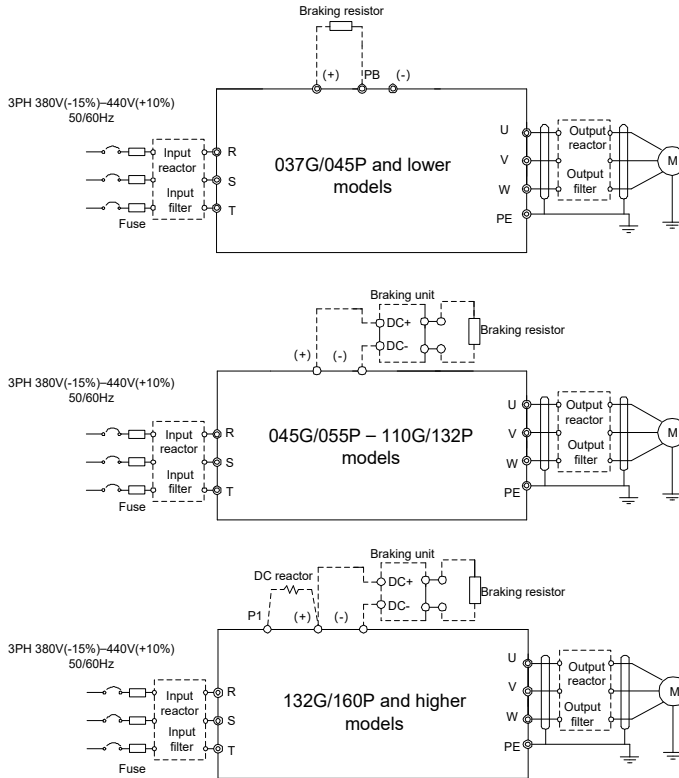 Braking resistor
(+) PB (-)
3PH 380V(-15%)–440V(+10%)
50/60Hz
Input
reactor
Input
filter
Fuse
R
S
T
037G/045P and lower
models
U
V
W
PE
Output
reactor
Output
filter
M
Braking unit
DC+
DC-
Braking resistor
(+) (-)
3PH 380V(-15%)–440V(+10%)
50/60Hz
Input
reactor
Input
filter
Fuse
R
S
T
045G/055P – 110G/132P
models
U
V
W
PE
Output
reactor
Output
filter
M
Braking unit
DC reactor
DC+
DC-
Braking resistor
P1 (+) (-)
3PH 380V(-15%)–440V(+10%)
50/60Hz
Input
reactor
Input
filter
Fuse
R
S
T
132G/160P and higher
models
U
V
W
PE
Output
reactor
Output
filter
M